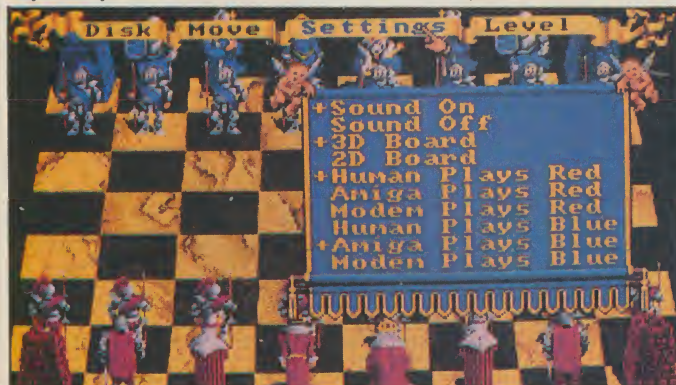 Disk Move Settings Level
+Sound On
Sound Off
+3D Board
2D Board
+Human Plays Red
Amiga Plays Red
Modem Plays Red
Human Plays Blue
+Amiga Plays Blue
Modem Plays Blue